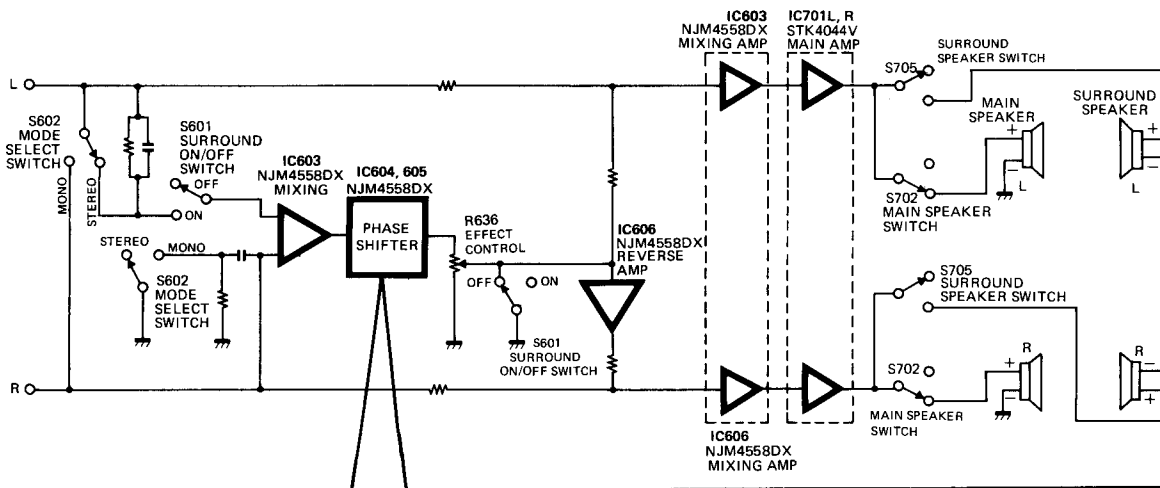 IC603
NJM4558DX
MIXING AMP
IC701L, R
STK4044V
MAIN AMP
SURROUND
SPEAKER SWITCH
S705
L
S602
MODE
SELECT
SWITCH
MONO
STEREO
S601
SURROUND
ON/OFF
SWITCH
OFF
ON
IC603
NJM4558DX
MIXING
IC604, 605
NJM4558DX
PHASE
SHIFTER
MAIN
SPEAKER
+
−
L
SURROUND
SPEAKER
+
−
L
S702
MAIN SPEAKER
SWITCH
STEREO
MONO
S602
MODE
SELECT
SWITCH
R636
EFFECT
CONTROL
OFF
ON
S601
SURROUND
ON/OFF SWITCH
IC606
NJM4558DX
REVERSE
AMP
S705
SURROUND
SPEAKER SWITCH
R
S702
MAIN SPEAKER
SWITCH
+
−
R
R
−
+
IC606
NJM4558DX
MIXING AMP